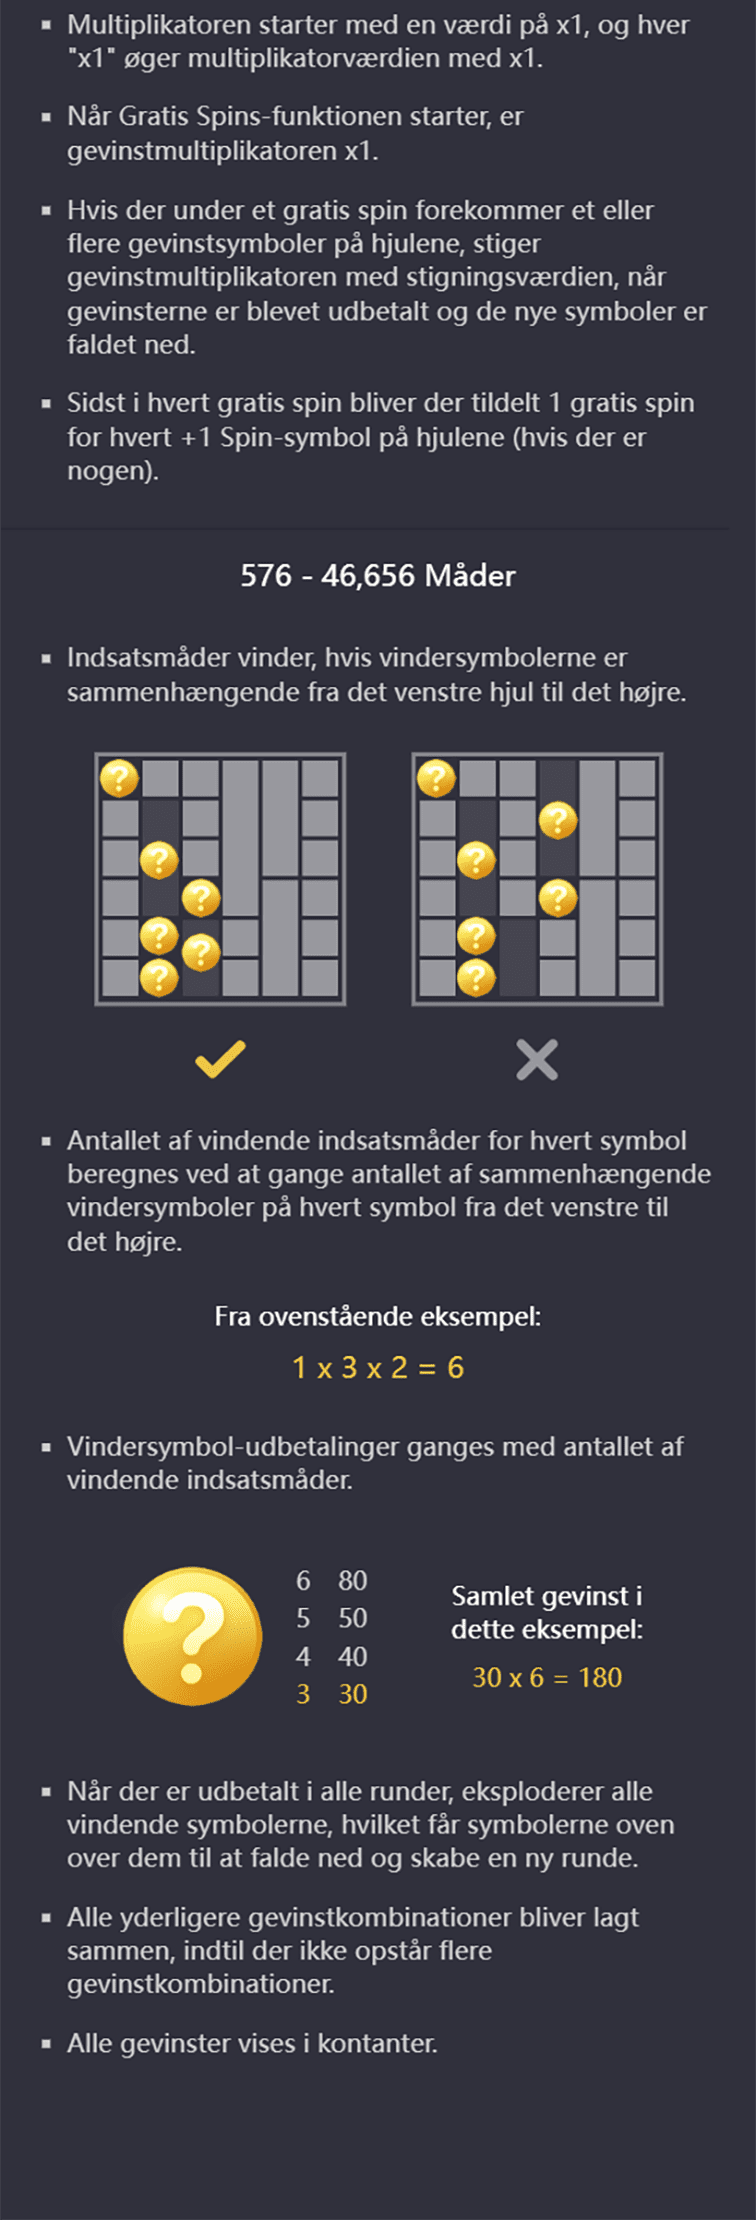 Multiplikatoren starter med en værdi på x1, og hver
"x1" øger multiplikatorværdien med x1.
Når Gratis Spins-funktionen starter, er
gevinstmultiplikatoren x1.
Hvis der under et gratis spin forekommer et eller
flere gevinstsymboler på hjulene, stiger
gevinstmultiplikatoren med stigningsværdien, når
gevinsterne er blevet udbetalt og de nye symboler er
faldet ned.
Sidst i hvert gratis spin bliver der tildelt 1 gratis spin
for hvert +1 Spin-symbol på hjulene (hvis der er
nogen).
576 - 46,656 Måder
Indsatsmåder vinder, hvis vindersymbolerne er
sammenhængende fra det venstre hjul til det højre.
Antallet af vindende indsatsmåder for hvert symbol
beregnes ved at gange antallet af sammenhængende
vindersymboler på hvert symbol fra det venstre til
det højre.
Fra ovenstående eksempel:
1 x 3 x 2 = 6
Vindersymbol-udbetalinger ganges med antallet af
vindende indsatsmåder.
6 80
5 50
4 40
3 30
Samlet gevinst i
dette eksempel:
30 x 6 = 180
Når der er udbetalt i alle runder, eksploderer alle
vindende symbolerne, hvilket får symbolerne oven
over dem til at falde ned og skabe en ny runde.
Alle yderligere gevinstkombinationer bliver lagt
sammen, indtil der ikke opstår flere
gevinstkombinationer.
Alle gevinster vises i kontanter.